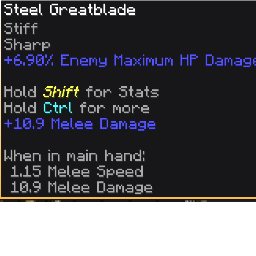 Steel Greatblade
Stiff
Sharp
+6.90% Enemy Maximum HP Damage
Hold Shift for Stats
Hold Ctrl for more
+10.9 Melee Damage
When in main hand:
1.15 Melee Speed
10.9 Melee Damage